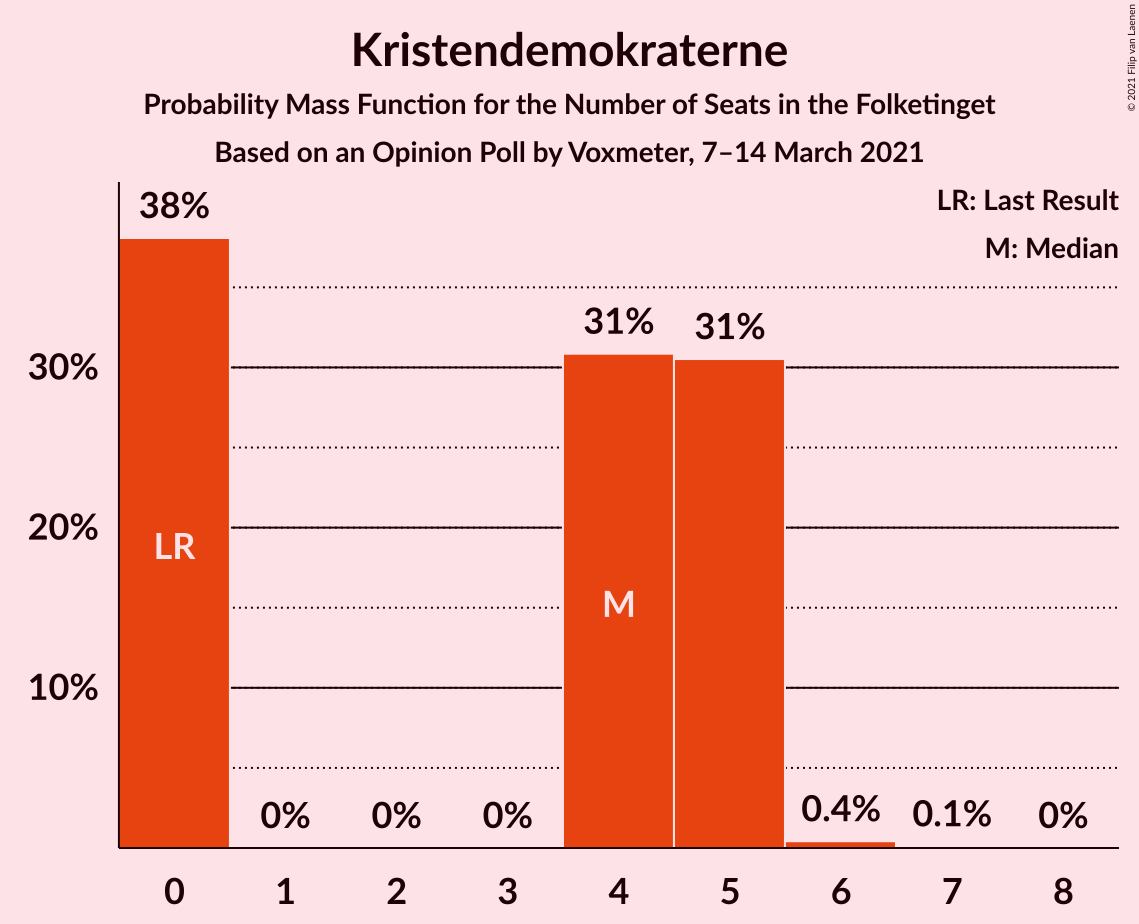 Kristendemokraterne
Probability Mass Function for the Number of Seats in the Folketinget
Based on an Opinion Poll by Voxmeter, 7–14 March 2021
© 2021 Filip van Laenen
LR: Last Result
M: Median
38%
31%
31%
30%
20%
LR
M
10%
0%
0%
0%
0.4%
0.1%
0%
0 1 2 3 4 5 6 7 8